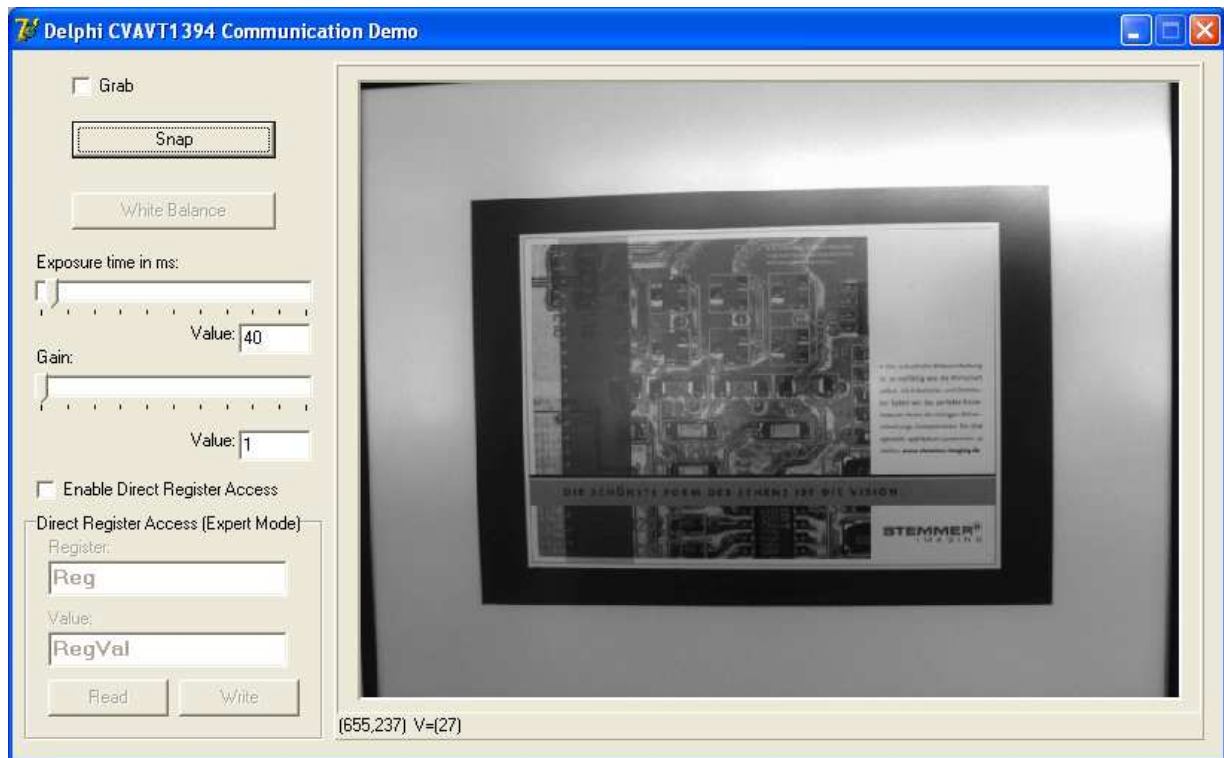 Delphi CVAVT1394 Communication Demo
Grab
Snap
White Balance
Exposure time in ms:
Value: 40
Gain:
Value: 1
Enable Direct Register Access
Direct Register Access (Expert Mode)
Register:
Reg
Value:
RegVal
Read Write
DIE SCHÖNSTE FORM DES SEHENS IST DIE VISION
STEMMER®
IMAGING
(655,237) V=(27)